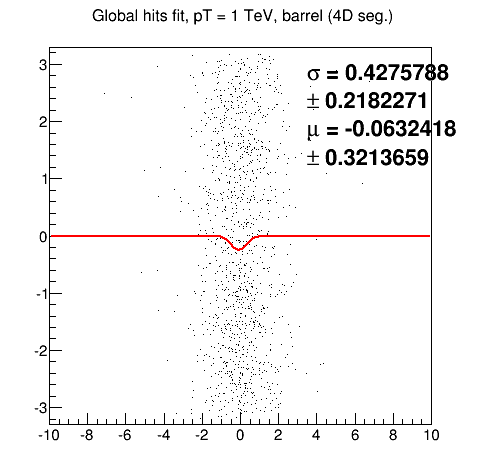 Global hits fit, pT = 1 TeV, barrel (4D seg.)
σ = 0.4275788
± 0.2182271
μ = -0.0632418
± 0.3213659
3
2
1
0
-1
-2
-3
-10 -8 -6 -4 -2 0 2 4 6 8 10